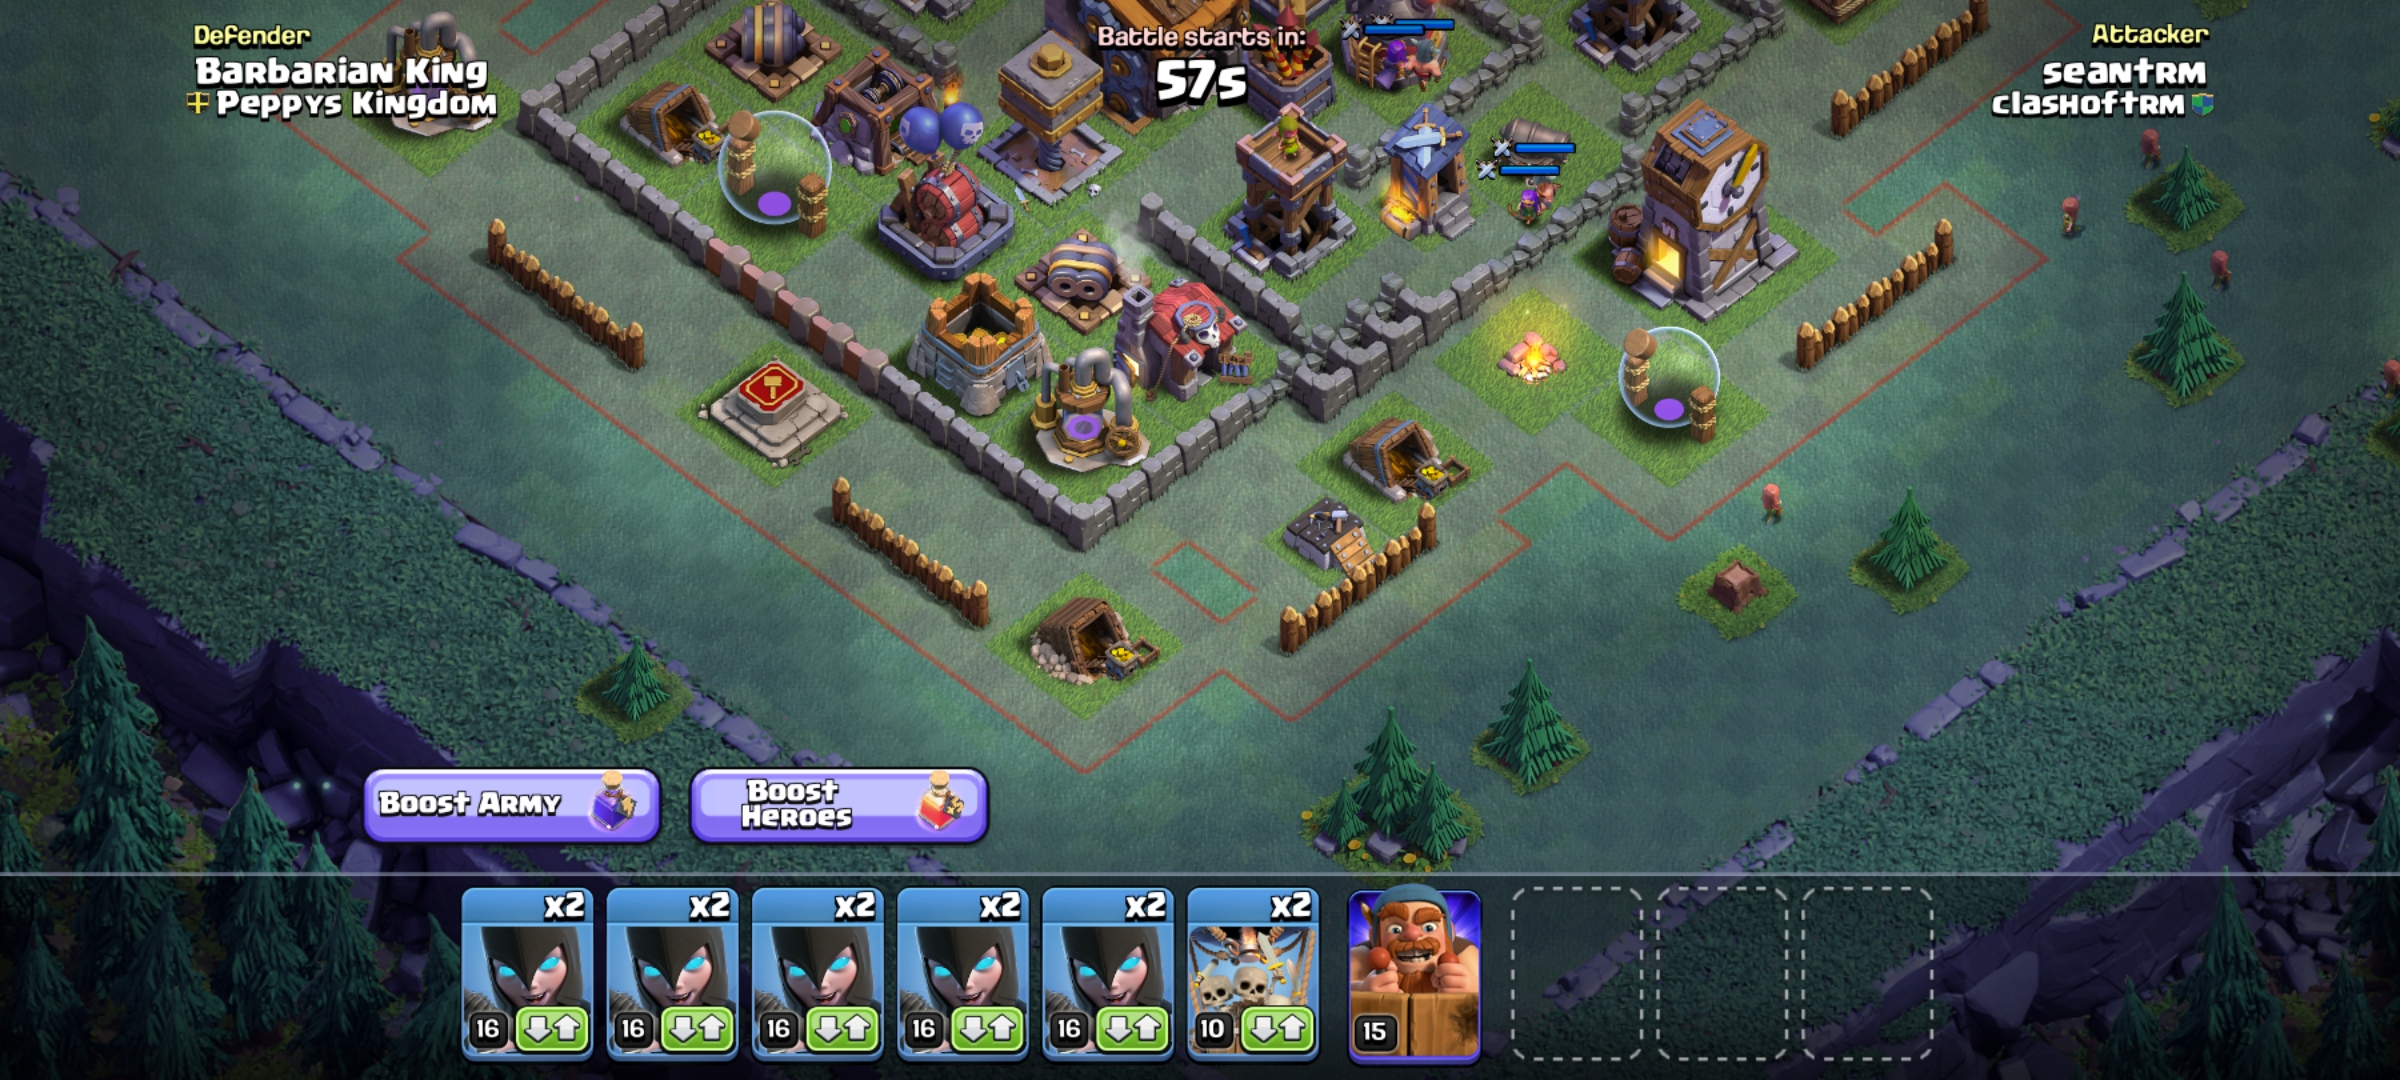 Defender
Barbarian King
Peppys Kingdom
Battle starts in:
57s
Attacker
seantRM
clashoftRM
Boost Army
Boost
Heroes
x2
x2
x2
x2
x2
x2
16
16
16
16
16
10
15